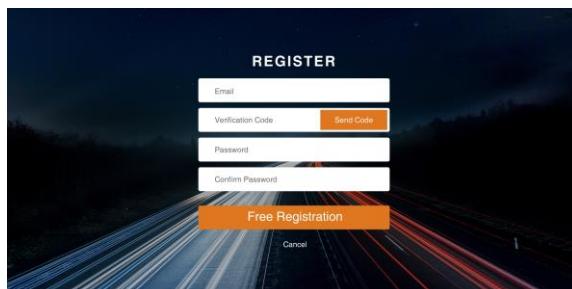 REGISTER
Email
Verification Code Send Code
Password
Confirm Password
Free Registration
Cancel